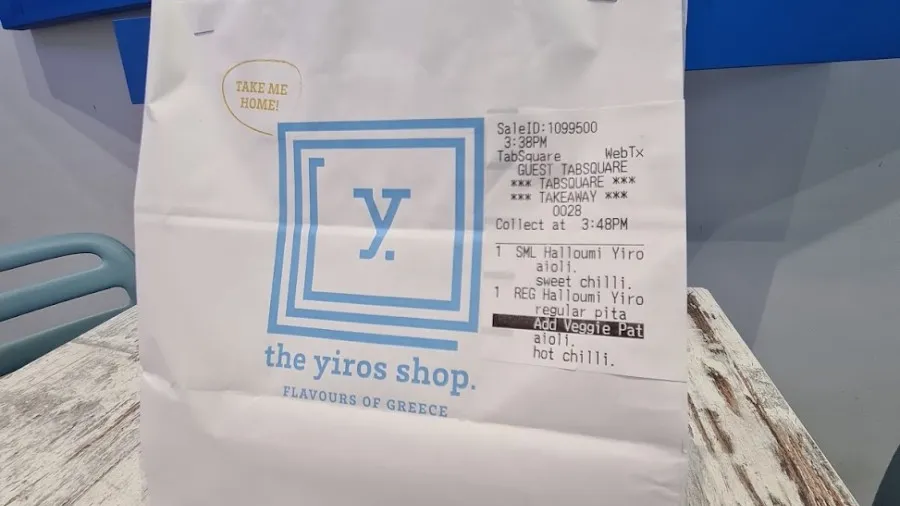 TAKE ME
HOME!
y.
the yiros shop.
FLAVOURS OF GREECE
SaleID:1099500
3:38PM
TabSquare WebTx
GUEST TABSQUARE
*** TABSQUARE ***
*** TAKEAWAY ***
0028
Collect at 3:48PM
1 SML Halloumi Yiro
aioli.
sweet chilli.
1 REG Halloumi Yiro
regular pita
Add Veggie Pat
aioli.
hot chilli.